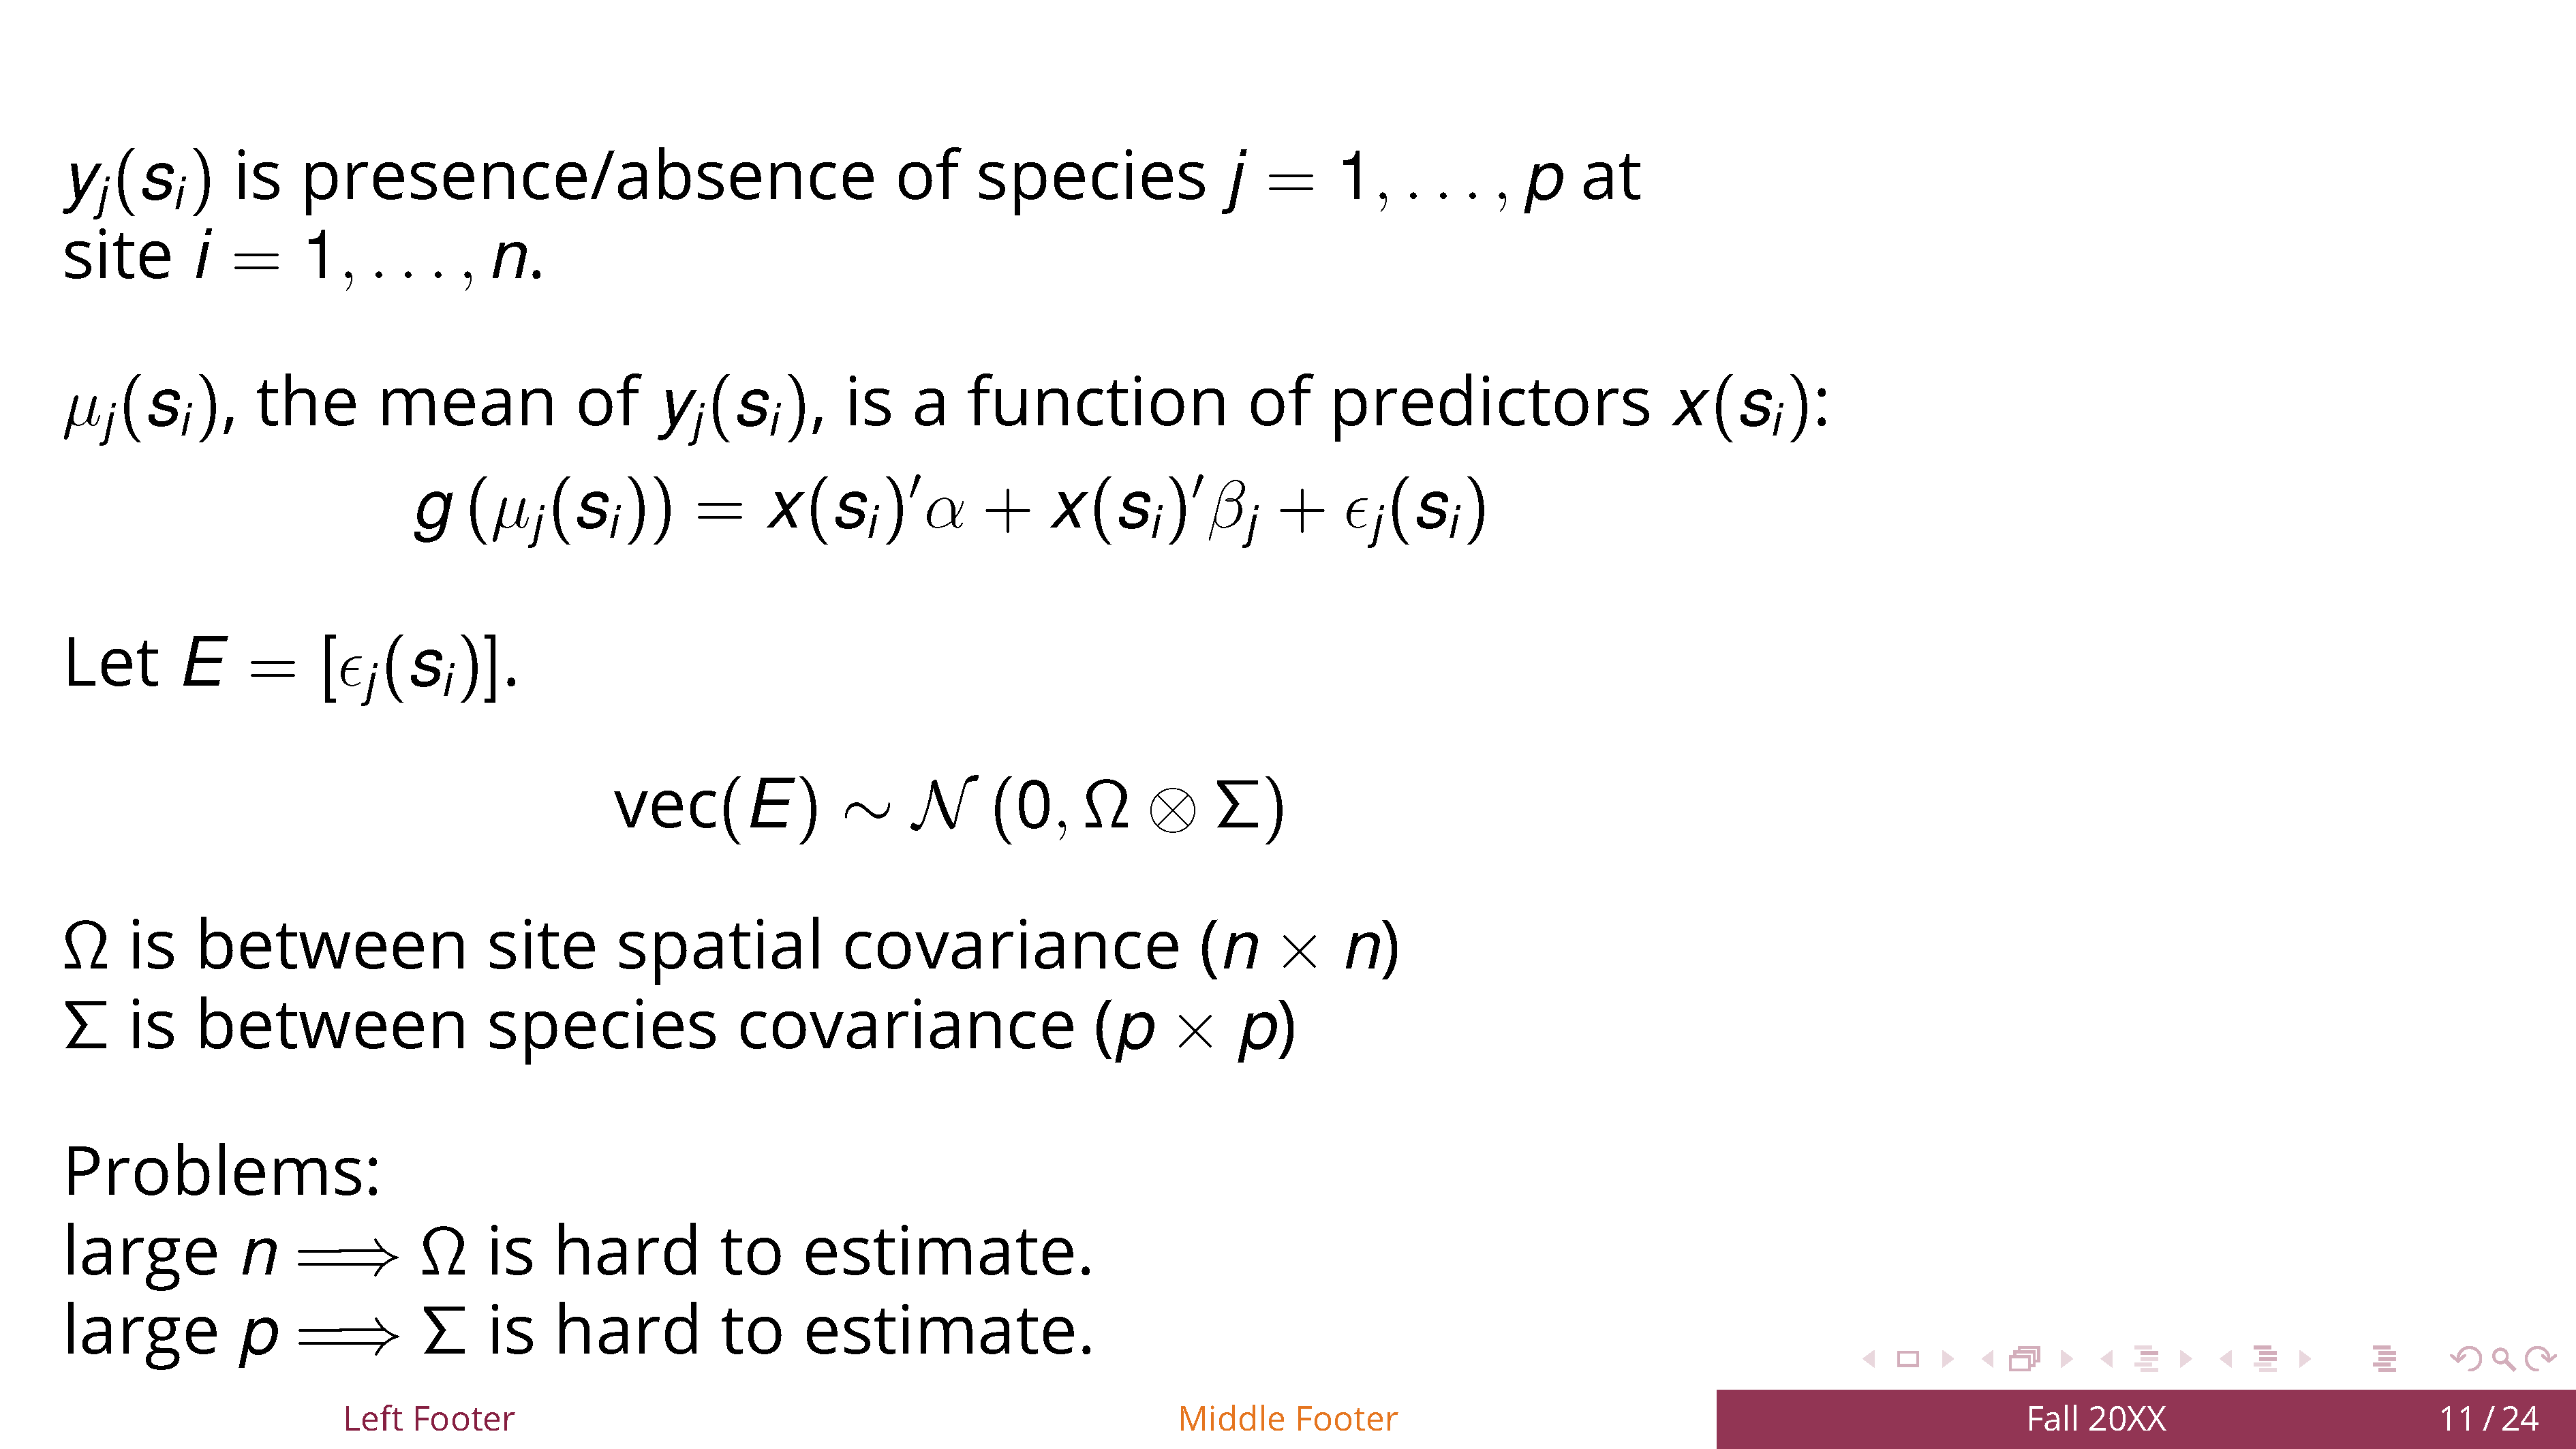 yⱼ(sᵢ) is presence/absence of species j = 1, . . . , p at
site i = 1, . . . , n.
μⱼ(sᵢ), the mean of yⱼ(sᵢ), is a function of predictors x(sᵢ):
g (μⱼ(sᵢ)) = x(sᵢ)′α + x(sᵢ)′βⱼ + ϵⱼ(sᵢ)
Let E = [ϵⱼ(sᵢ)].
vec(E) ∼ 𝒩 (0, Ω ⊗ Σ)
Ω is between site spatial covariance (n × n)
Σ is between species covariance (p × p)
Problems:
large n ⟹ Ω is hard to estimate.
large p ⟹ Σ is hard to estimate.
Left Footer
Middle Footer
Fall 20XX
11 / 24